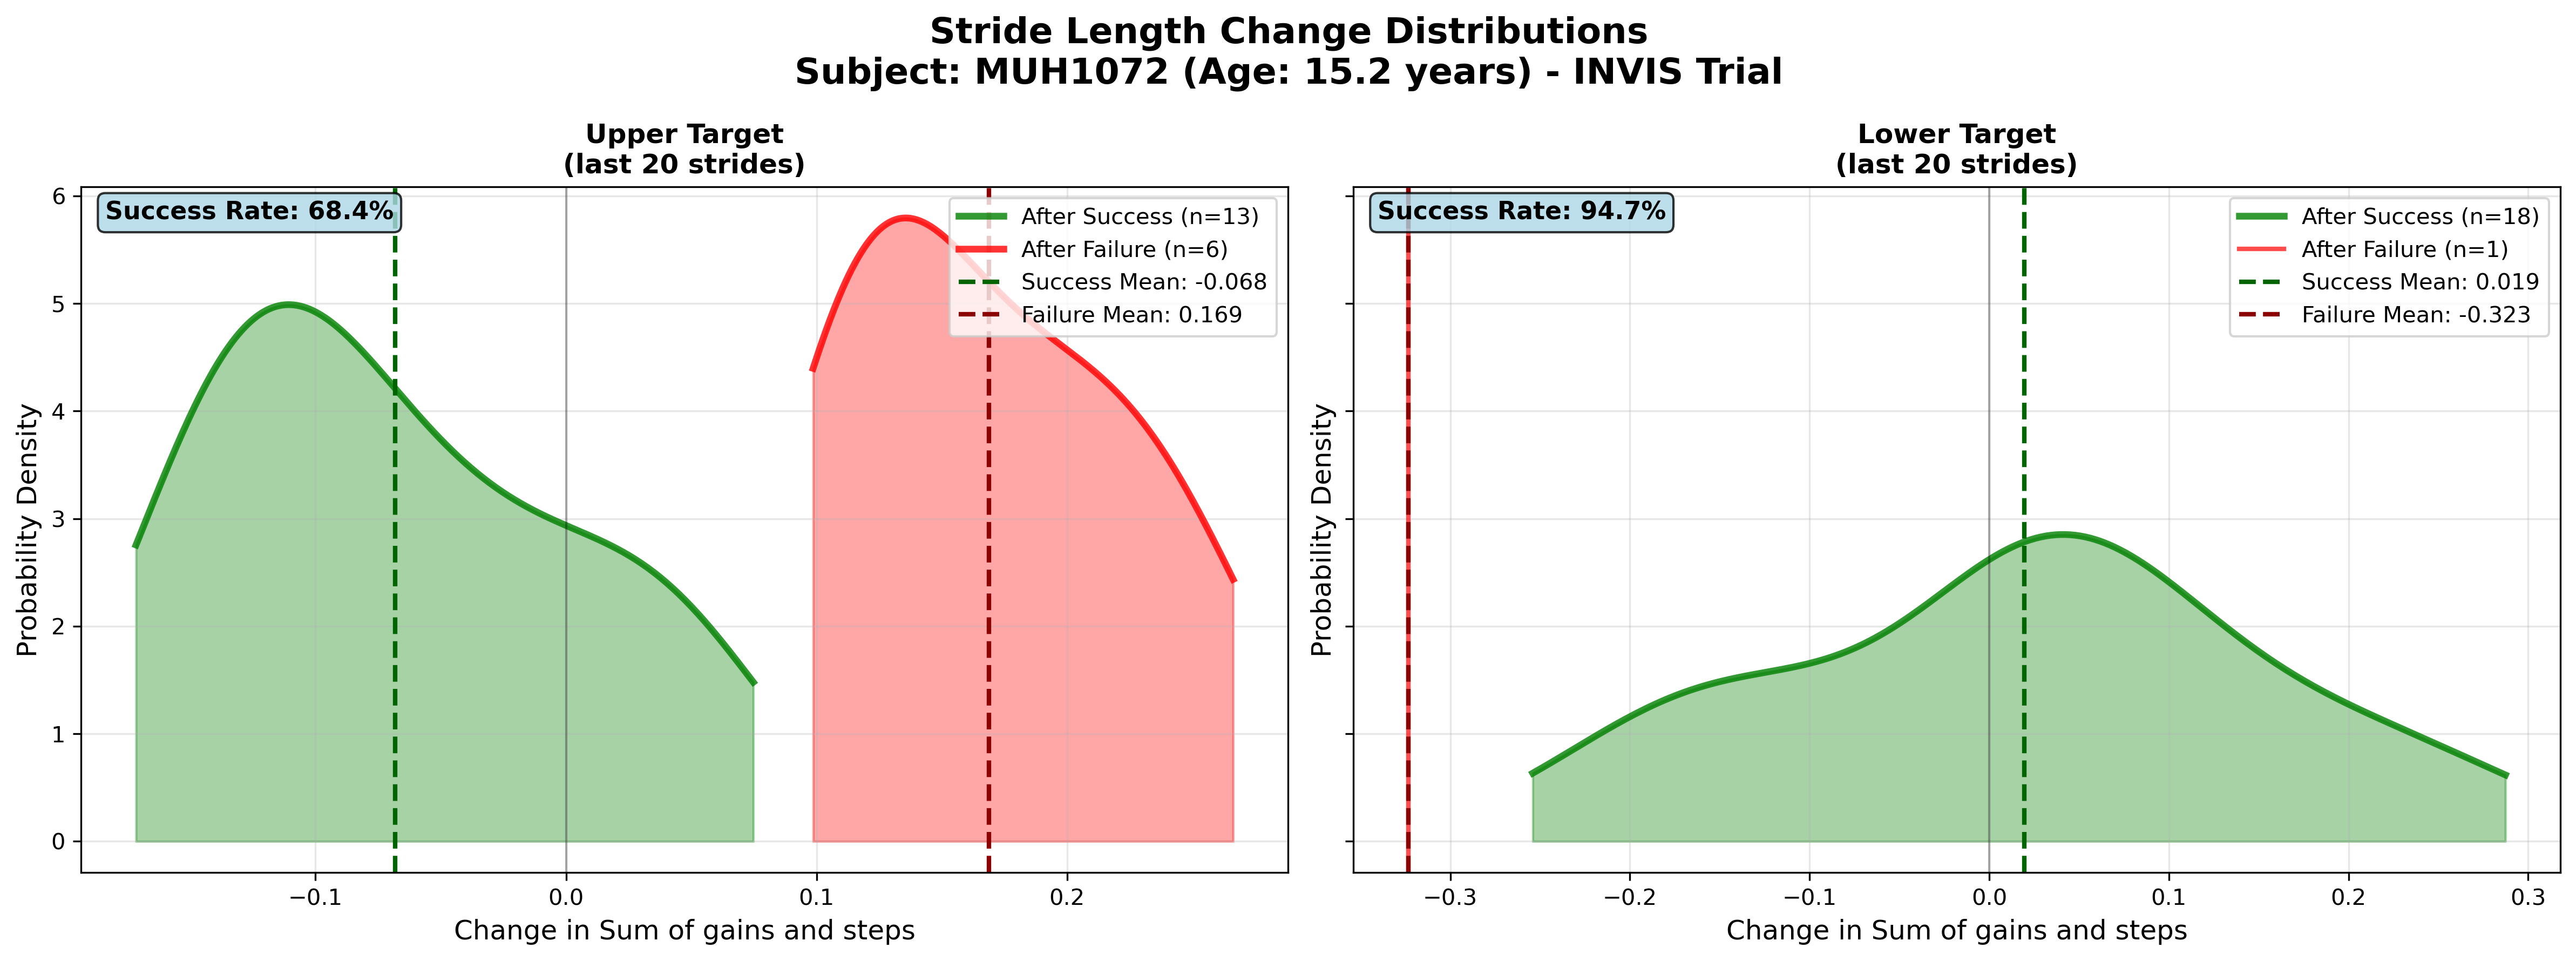 Stride Length Change Distributions
Subject: MUH1072 (Age: 15.2 years) - INVIS Trial
Upper Target
(last 20 strides)
Success Rate: 68.4%
After Success (n=13)
After Failure (n=6)
Success Mean: -0.068
Failure Mean: 0.169
Probability Density
6
5
4
3
2
1
0
−0.1
0.0
0.1
0.2
Change in Sum of gains and steps
Lower Target
(last 20 strides)
Success Rate: 94.7%
After Success (n=18)
After Failure (n=1)
Success Mean: 0.019
Failure Mean: -0.323
Probability Density
−0.3
−0.2
−0.1
0.0
0.1
0.2
0.3
Change in Sum of gains and steps